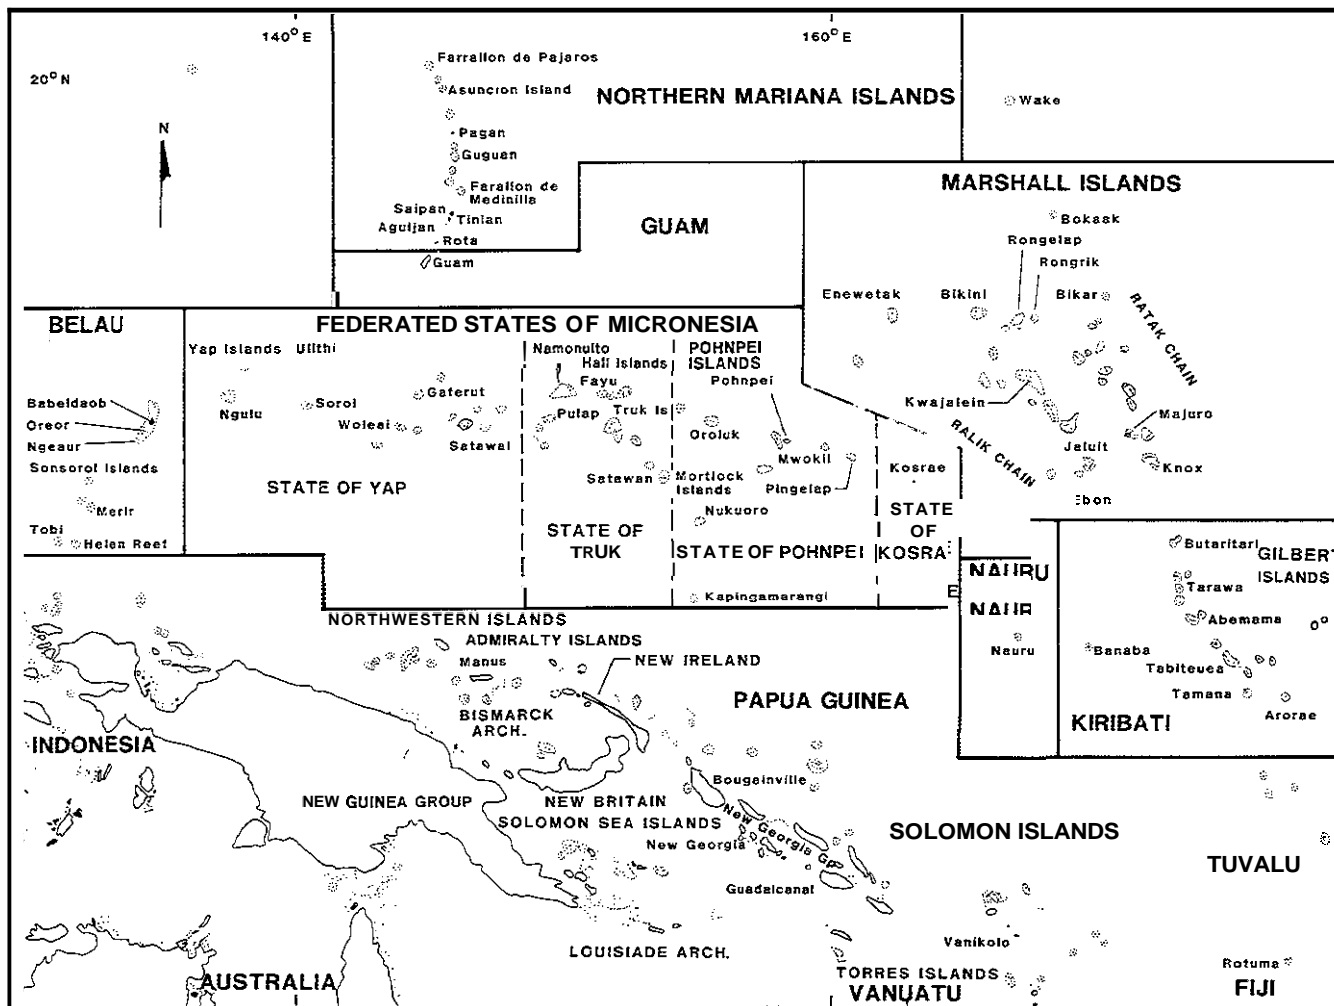 140°E
160°E
20°N
N
Farrallon de Pajaros
Asuncion Island
NORTHERN MARIANA ISLANDS
Wake
Pagan
Guguan
Farallon de
Medinilla
Saipan
Tinian
Aguijan
Rota
Guam
GUAM
MARSHALL ISLANDS
Bokaak
Rongelap
Rongrik
Enewetak
Bikini
Bikar
RATAK CHAIN
Kwajalein
Majuro
RALIK CHAIN
Jaluit
Knox
Ebon
BELAU
Babeldaob
Oreor
Ngeaur
Sonsorol Islands
Merir
Tobi
Helen Reef
FEDERATED STATES OF MICRONESIA
Yap Islands
Ulithi
Ngulu
Sorol
Gaferut
Woleai
Satawal
STATE OF YAP
Namonuito
Hall Islands
Fayu
Pulap
Truk Is
Satawan
Mortlock
Islands
STATE OF
TRUK
POHNPEI
ISLANDS
Pohnpei
Oroluk
Mwokil
Pingelap
Nukuoro
STATE OF POHNPEI
Kapingamarangi
Kosrae
STATE
OF
KOSRA
E
NAURU
NAUR
Nauru
Butaritari
GILBERT
ISLANDS
Tarawa
Abemama
Banaba
Tabiteuea
Tamana
Arorae
KIRIBATI
NORTHWESTERN ISLANDS
ADMIRALTY ISLANDS
Manus
NEW IRELAND
BISMARCK
ARCH.
PAPUA GUINEA
INDONESIA
NEW GUINEA GROUP
NEW BRITAIN
Bougainville
SOLOMON SEA ISLANDS
New Georgia
New Georgia Gp
Guadalcanal
SOLOMON ISLANDS
TUVALU
LOUISIADE ARCH.
Vanikolo
TORRES ISLANDS
VANUATU
AUSTRALIA
Rotuma
FIJI